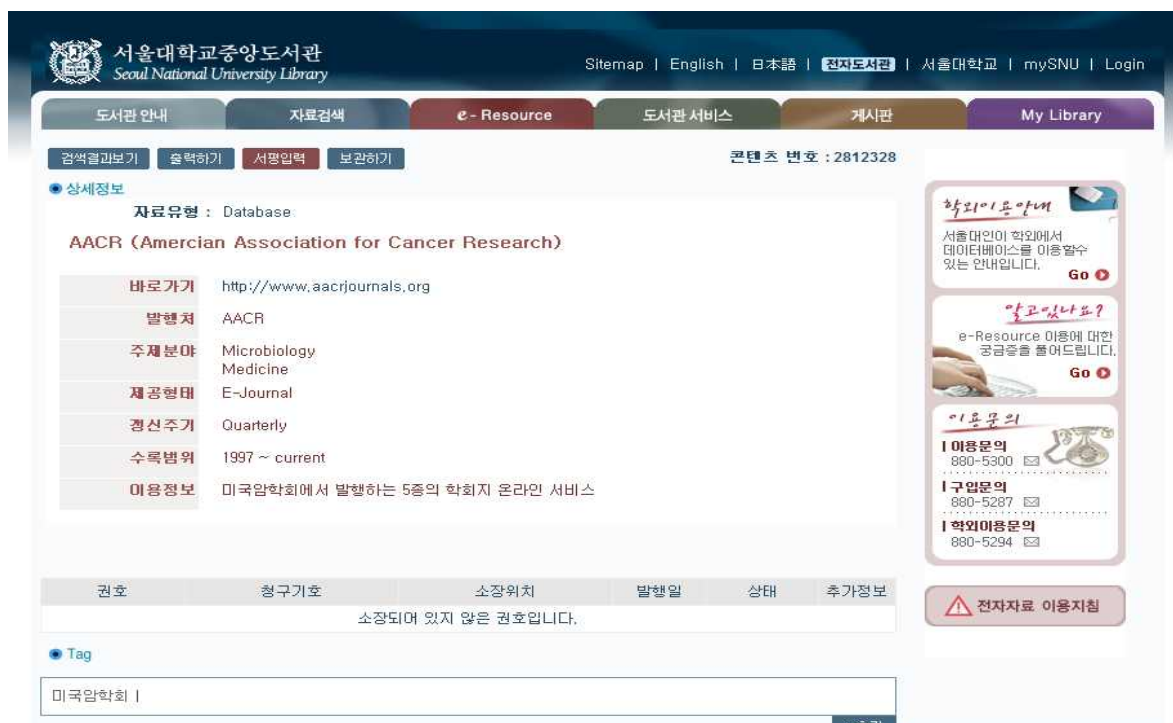 서울대학교중앙도서관
Seoul National University Library
Sitemap | English | 日本語 | 전자도서관 | 서울대학교 | mySNU | Login
도서관 안내 자료검색 e - Resource 도서관 서비스 게시판 My Library
검색결과보기 출력하기 서평입력 보관하기 콘텐츠 번호 : 2812328
상세정보
자료유형 : Database
AACR (Amercian Association for Cancer Research)
바로가기 http://www.aacrjournals.org
발행처 AACR
주제분야 Microbiology
Medicine
제공형태 E-Journal
갱신주기 Quarterly
수록범위 1997 ~ current
이용정보 미국암학회에서 발행하는 5종의 학회지 온라인 서비스
권호 청구기호 소장위치 발행일 상태 추가정보
소장되어 있지 않은 권호입니다.
Tag
미국암학회 |
학외이용안내
서울대인이 학외에서
데이터베이스를 이용할수
있는 안내입니다.
Go
알고있나요?
e-Resource 이용에 대한
궁금증을 풀어드립니다.
Go
이용문의
이용문의
880-5300
구입문의
880-5287
학외이용문의
880-5294
전자자료 이용지침